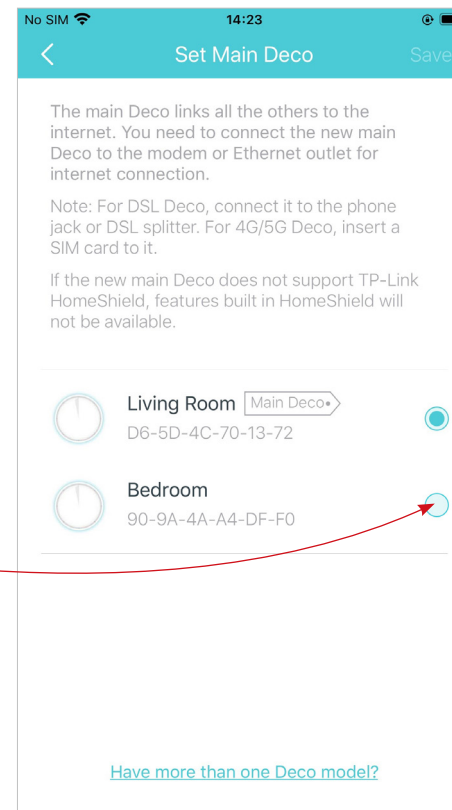 No SIM 14:23
Set Main Deco Save
The main Deco links all the others to the
internet. You need to connect the new main
Deco to the modem or Ethernet outlet for
internet connection.
Note: For DSL Deco, connect it to the phone
jack or DSL splitter. For 4G/5G Deco, insert a
SIM card to it.
If the new main Deco does not support TP-Link
HomeShield, features built in HomeShield will
not be available.
Living Room Main Deco
D6-5D-4C-70-13-72
Bedroom
90-9A-4A-A4-DF-F0
Have more than one Deco model?